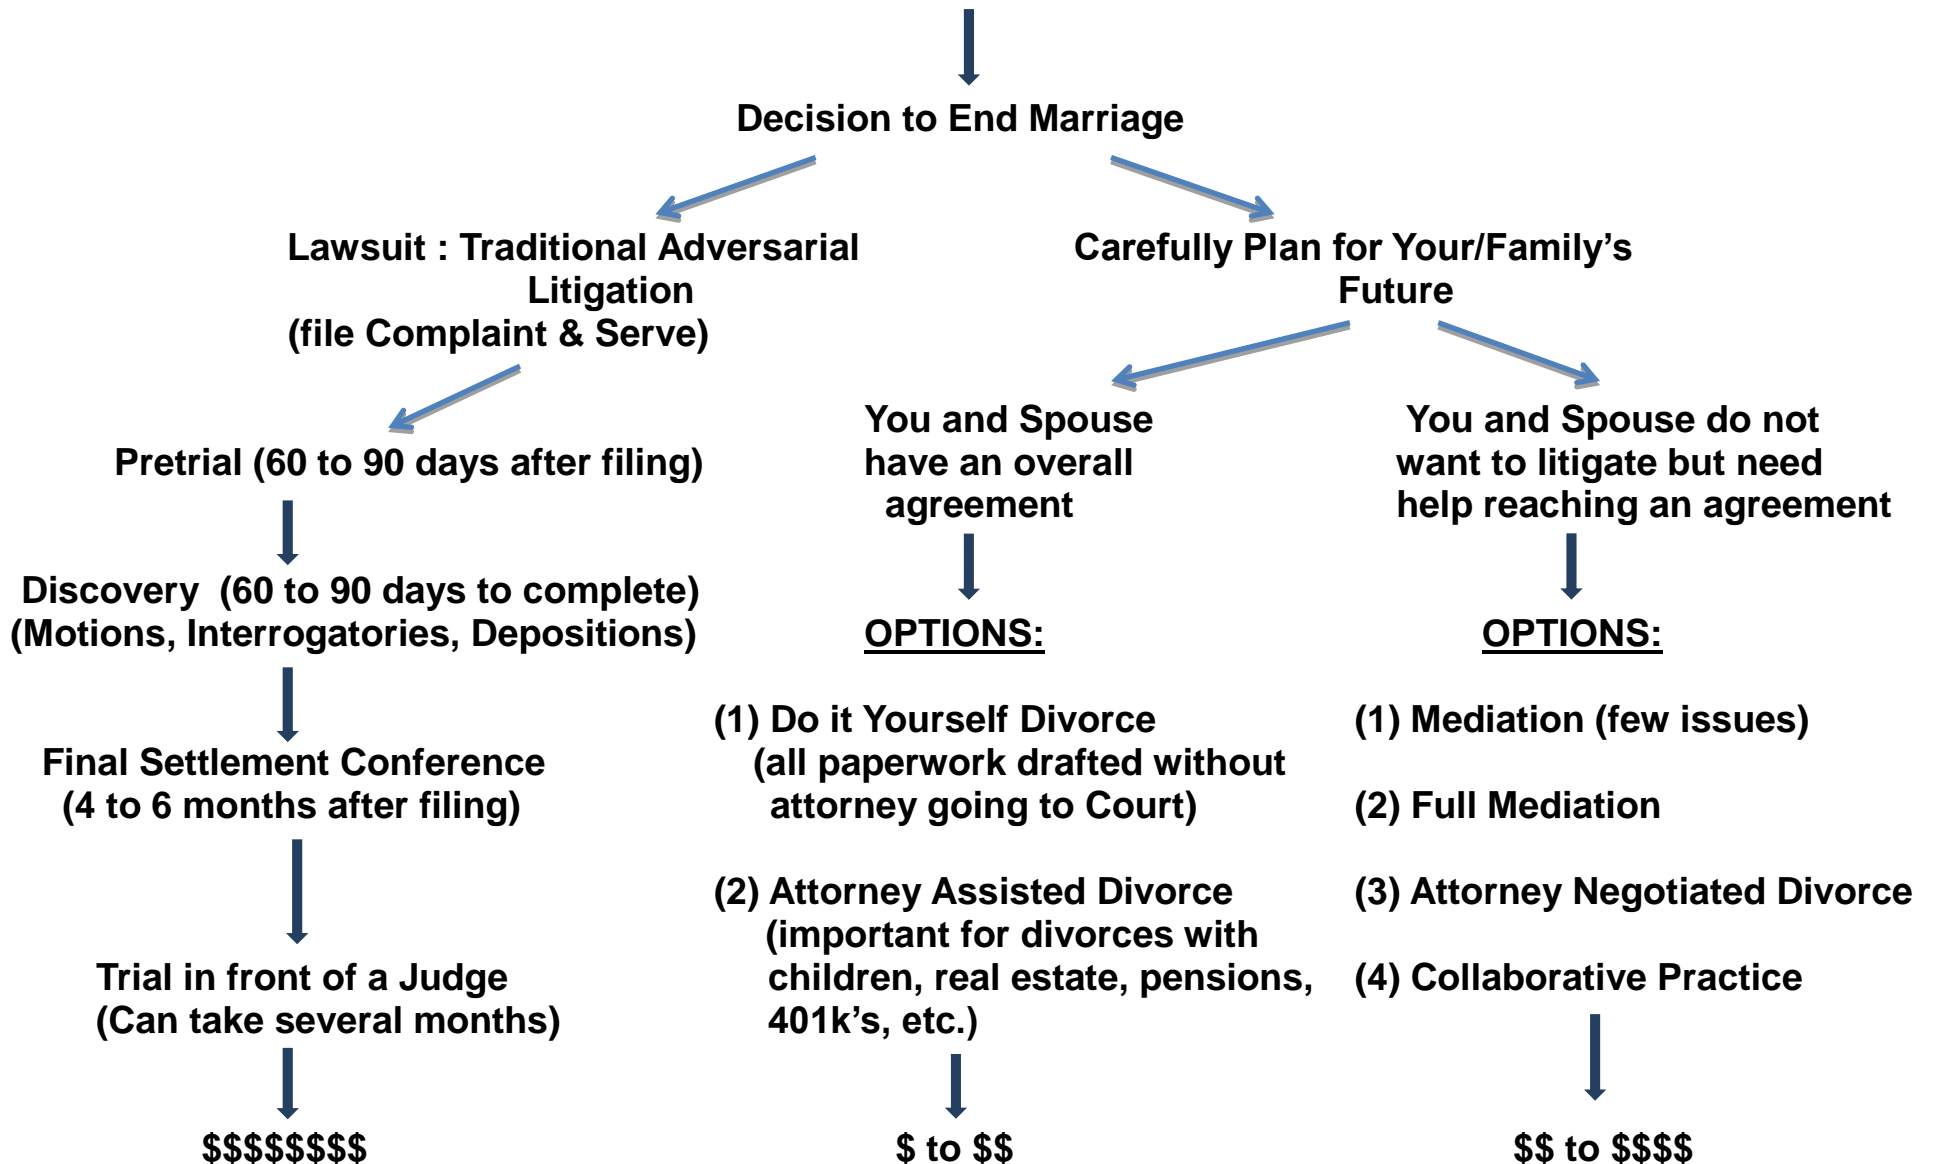 Decision to End Marriage
Lawsuit : Traditional Adversarial
Litigation
(file Complaint & Serve)
Pretrial (60 to 90 days after filing)
Discovery  (60 to 90 days to complete)
(Motions, Interrogatories, Depositions)
Final Settlement Conference
(4 to 6 months after filing)
Trial in front of a Judge
(Can take several months)
$$$$$$$$
Carefully Plan for Your/Family’s
Future
You and Spouse
have an overall
agreement
OPTIONS:
(1) Do it Yourself Divorce
(all paperwork drafted without
attorney going to Court)
(2) Attorney Assisted Divorce
(important for divorces with
children, real estate, pensions,
401k’s, etc.)
$ to $$
You and Spouse do not
want to litigate but need
help reaching an agreement
OPTIONS:
(1) Mediation (few issues)
(2) Full Mediation
(3) Attorney Negotiated Divorce
(4) Collaborative Practice
$$ to $$$$